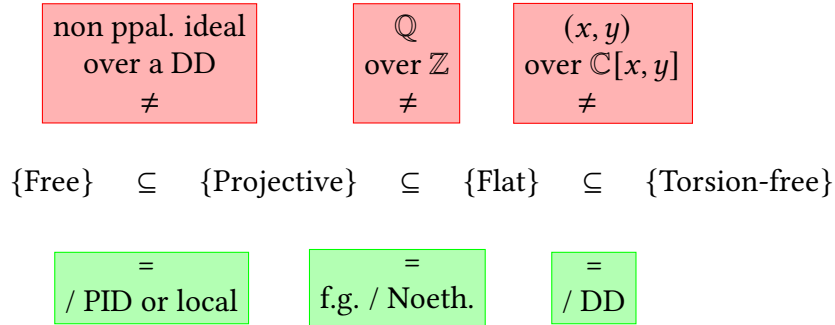 non ppal. ideal
over a DD
≠
ℚ
over ℤ
≠
(x, y)
over ℂ[x, y]
≠
{Free} ⊆ {Projective} ⊆ {Flat} ⊆ {Torsion-free}
=
/ PID or local
=
f.g. / Noeth.
=
/ DD